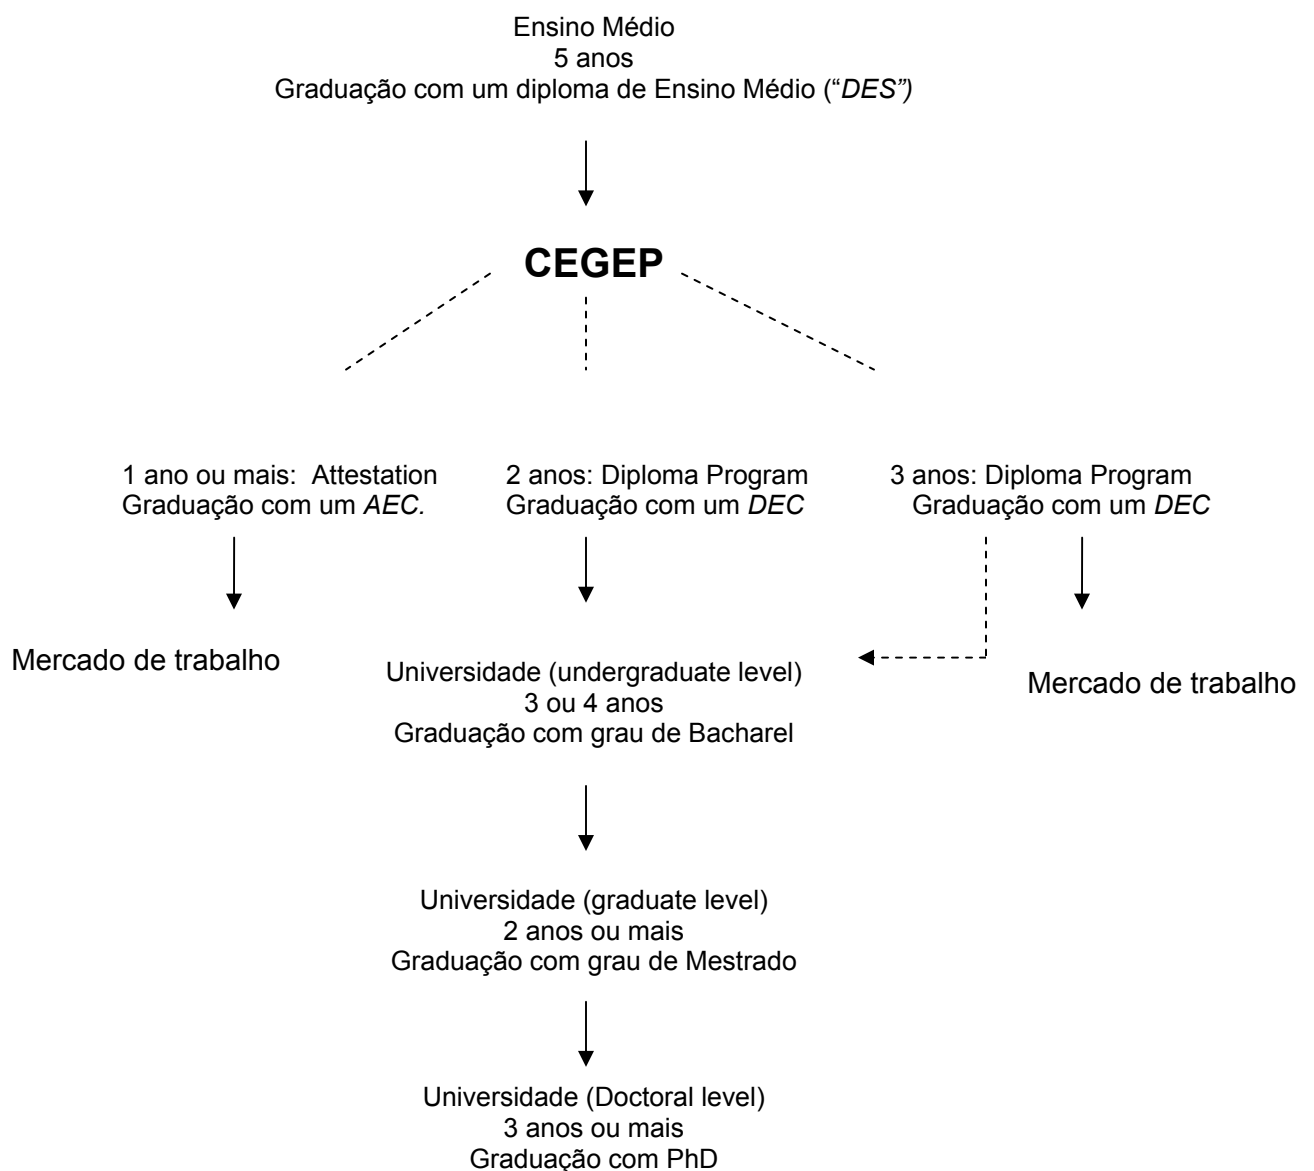 Ensino Médio
5 anos
Graduação com um diploma de Ensino Médio (“DES”)
CEGEP
1 ano ou mais: Attestation
Graduação com um AEC.
2 anos: Diploma Program
Graduação com um DEC
3 anos: Diploma Program
Graduação com um DEC
Mercado de trabalho
Universidade (undergraduate level)
3 ou 4 anos
Graduação com grau de Bacharel
Mercado de trabalho
Universidade (graduate level)
2 anos ou mais
Graduação com grau de Mestrado
Universidade (Doctoral level)
3 anos ou mais
Graduação com PhD